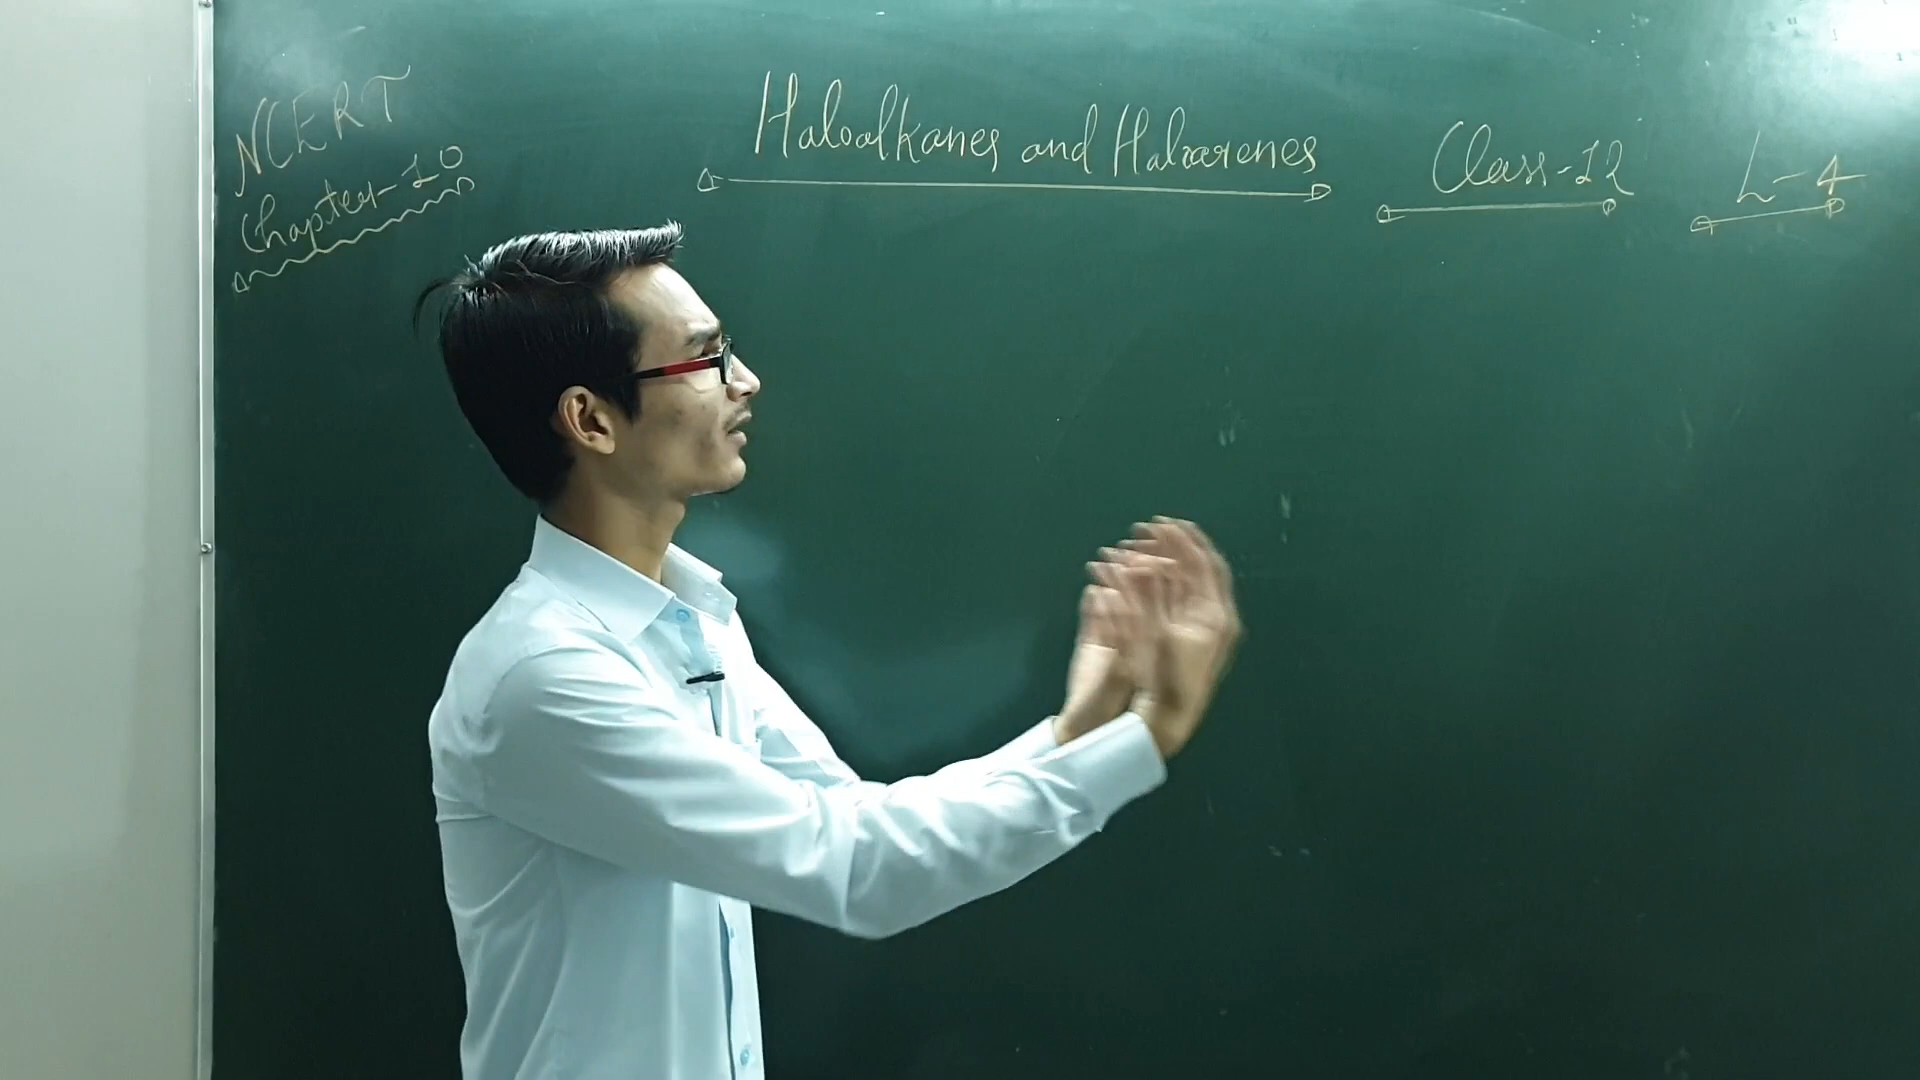 NCERT
Chapter-10
Haloalkanes and Haloarenes
Class-12
L-4